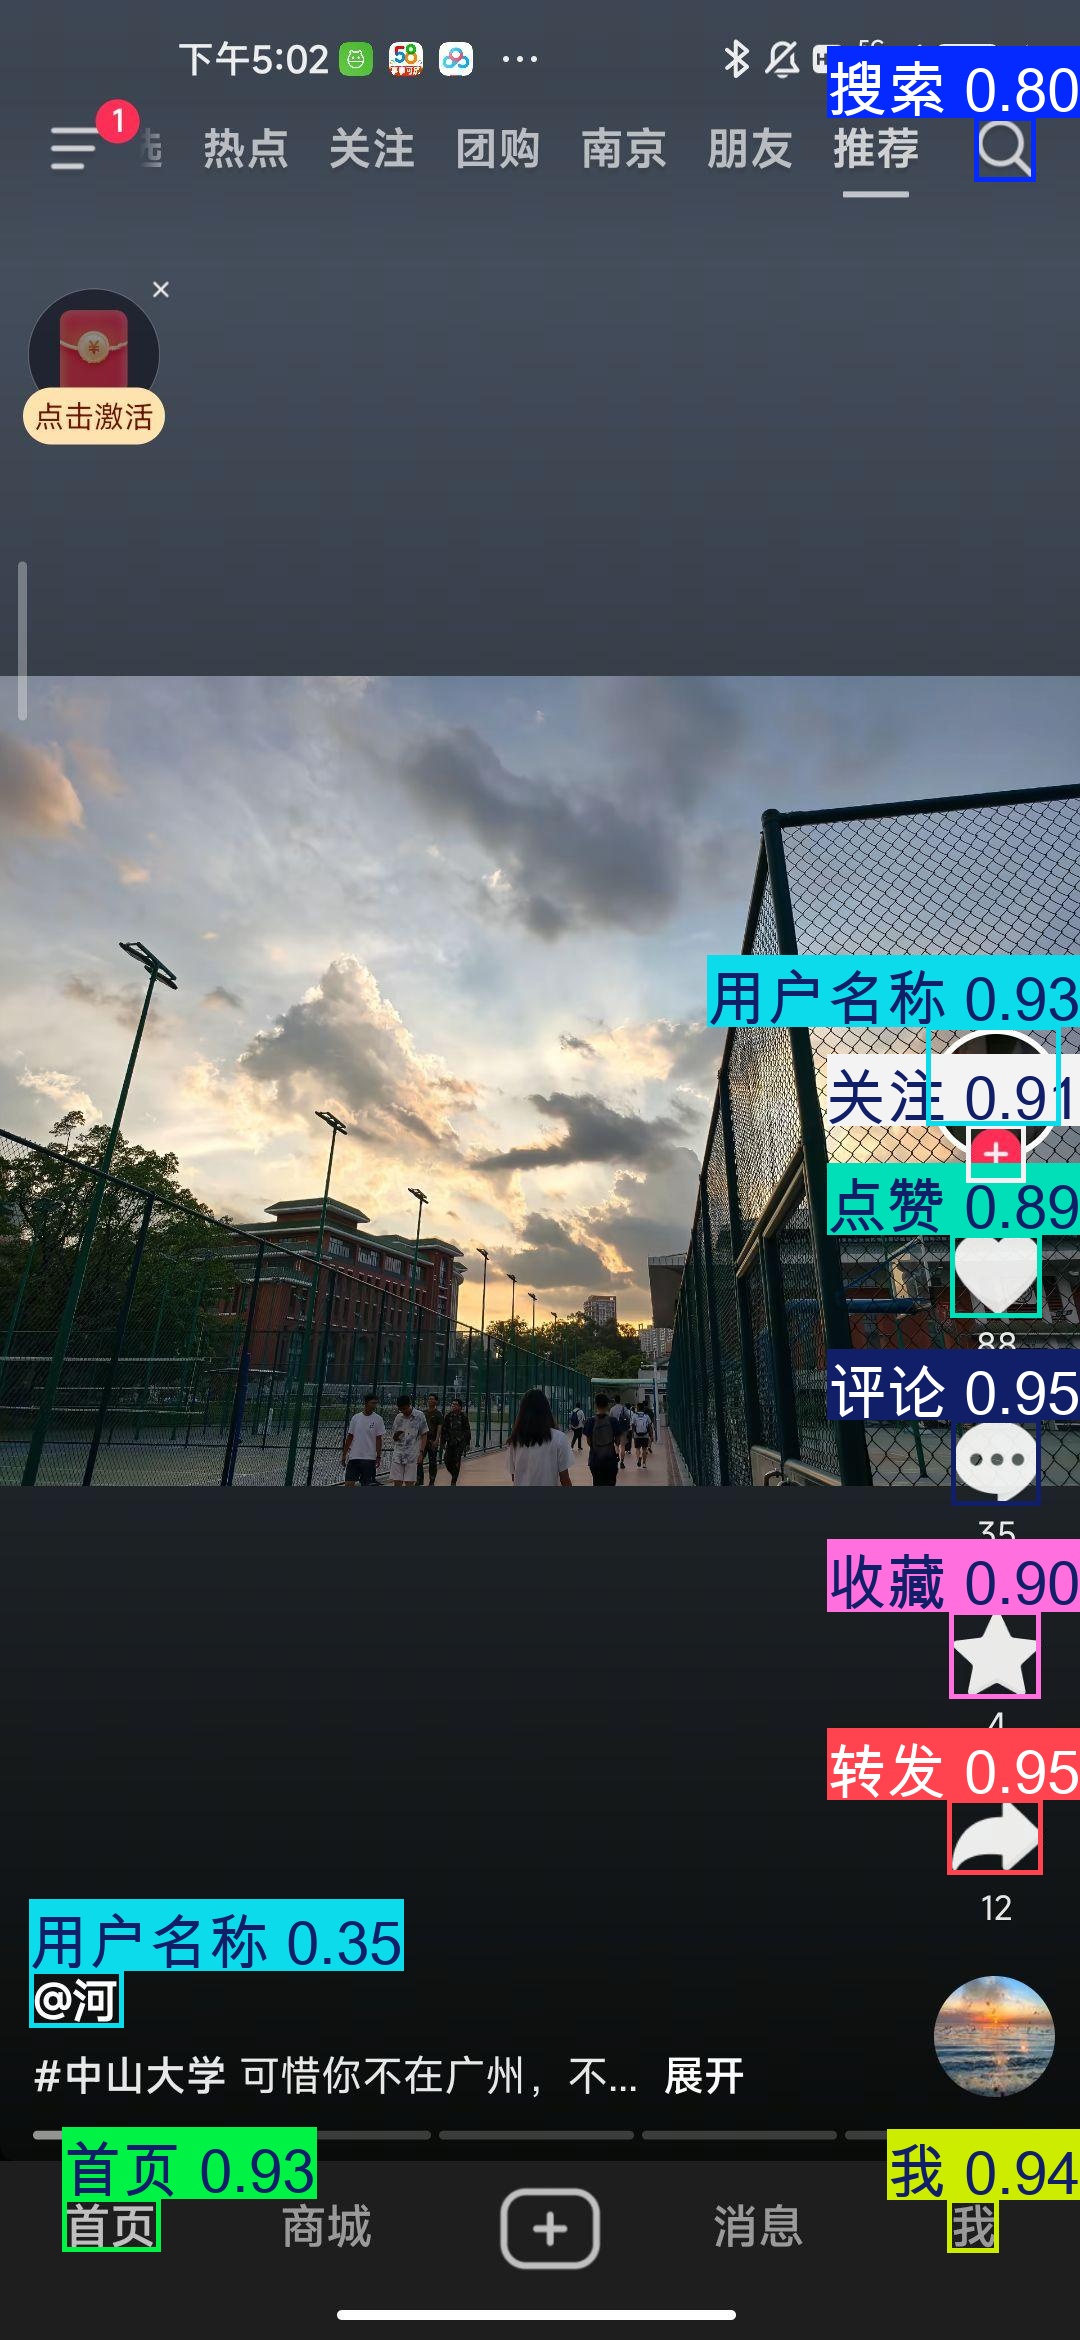 下午5:02
58
搜索 0.80
1
热点 关注 团购 南京 朋友 推荐
点击激活
用户名称 0.93
关注 0.91
点赞 0.89
88
评论 0.95
35
收藏 0.90
4
转发 0.95
12
用户名称 0.35
@河
#中山大学 可惜你不在广州，不... 展开
首页 0.93
我 0.94
首页 商城 消息 我